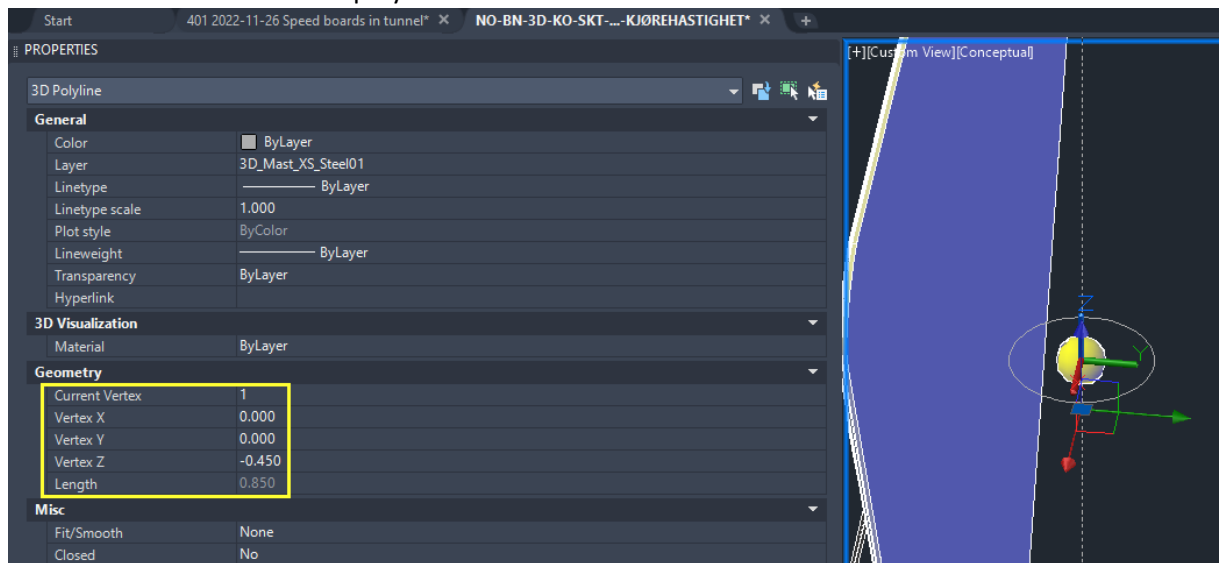 Start 401 2022-11-26 Speed boards in tunnel* × NO-BN-3D-KO-SKT-...-KJØREHASTIGHET* × +
PROPERTIES
[+][Custom View][Conceptual]
3D Polyline
General
Color ByLayer
Layer 3D_Mast_XS_Steel01
Linetype ByLayer
Linetype scale 1.000
Plot style ByColor
Lineweight ByLayer
Transparency ByLayer
Hyperlink
3D Visualization
Material ByLayer
Geometry
Current Vertex 1
Vertex X 0.000
Vertex Y 0.000
Vertex Z -0.450
Length 0.850
Misc
Fit/Smooth None
Closed No
Z
Y